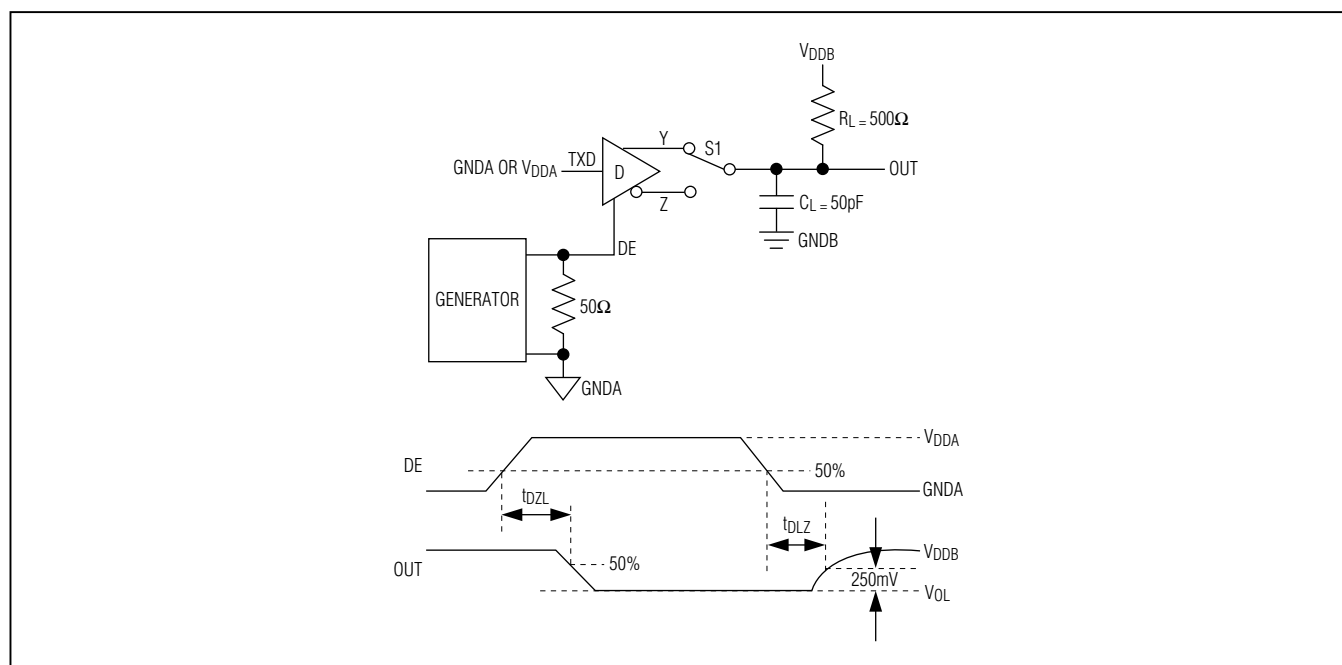 VDDB
RL = 500Ω
Y
S1
GNDA OR VDDA
TXD
D
OUT
Z
CL = 50pF
GNDB
DE
GENERATOR
50Ω
GNDA
VDDA
DE
50%
GNDA
tDZL
tDLZ
VDDB
50%
OUT
250mV
VOL